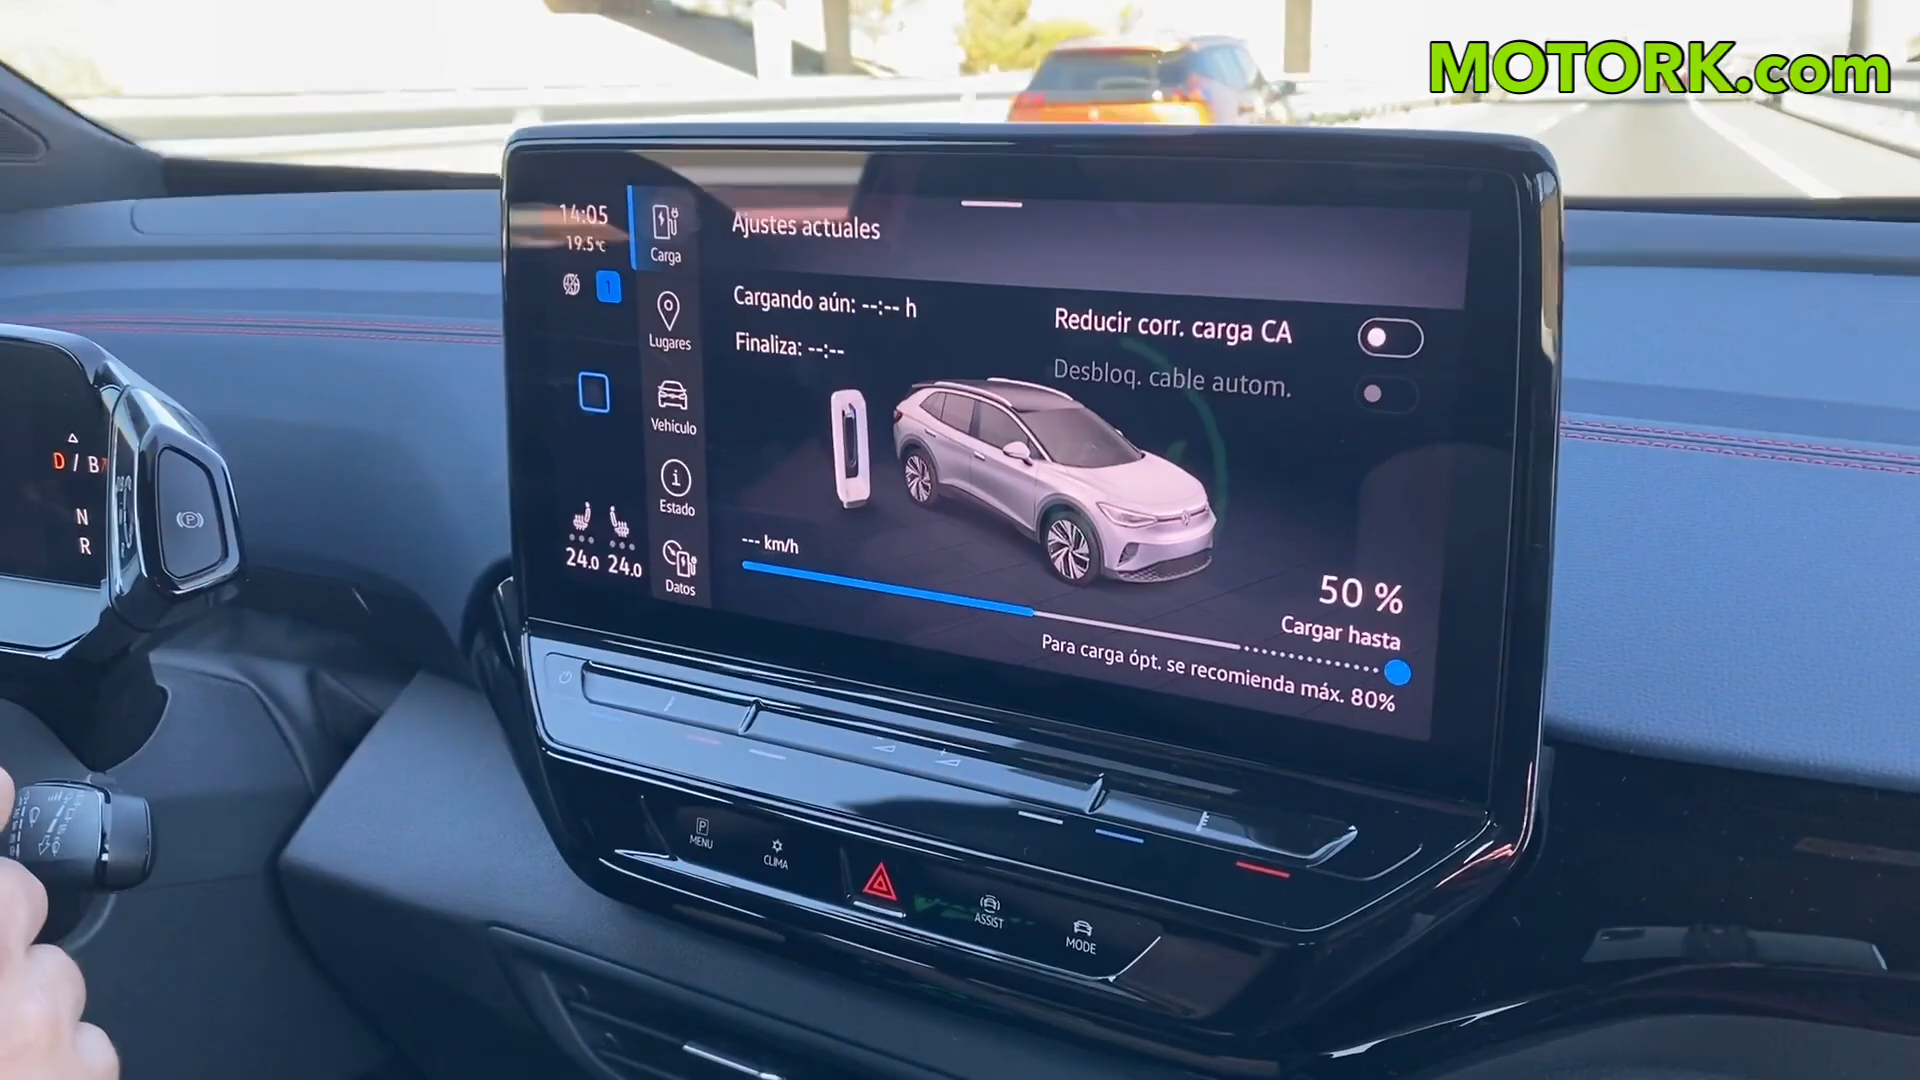 MOTORK.com
14:05
19.5°C
1
Carga
Lugares
Vehículo
Estado
Datos
Ajustes actuales
Cargando aún: --:-- h
Finaliza: --:--
Reducir corr. carga CA
Desbloq. cable autom.
--- km/h
50 %
Cargar hasta
Para carga ópt. se recomienda máx. 80%
24.0 24.0
D / B
N
R
P
P
MENU
CLIMA
ASSIST
MODE